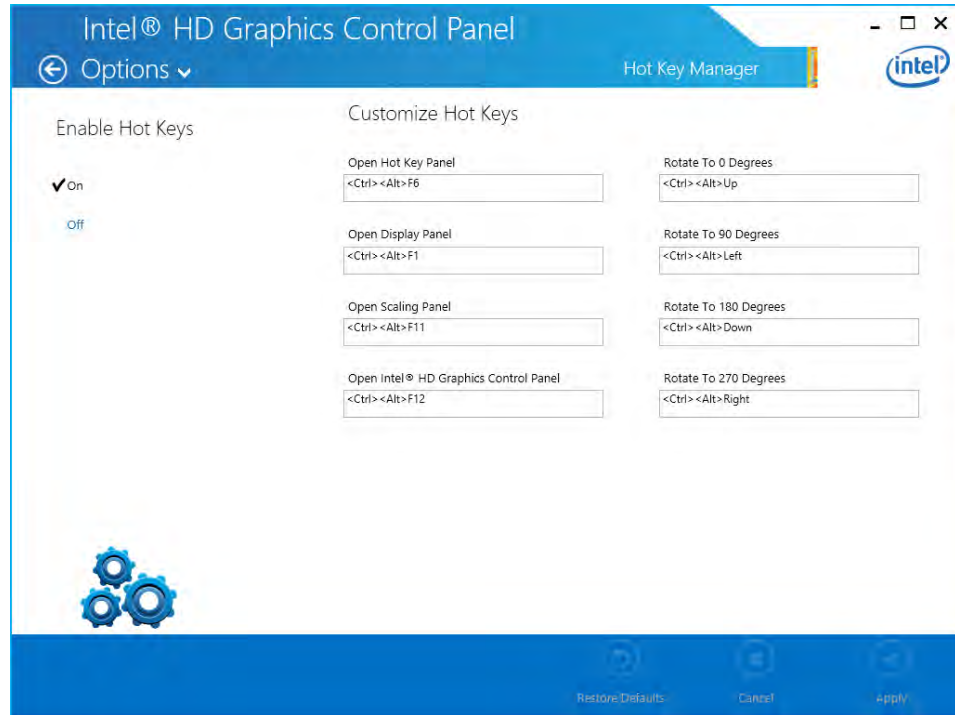 Intel® HD Graphics Control Panel
Options
Hot Key Manager
intel
Enable Hot Keys
On
Off
Customize Hot Keys
Open Hot Key Panel
<Ctrl><Alt>F6
Open Display Panel
<Ctrl><Alt>F1
Open Scaling Panel
<Ctrl><Alt>F11
Open Intel® HD Graphics Control Panel
<Ctrl><Alt>F12
Rotate To 0 Degrees
<Ctrl><Alt>Up
Rotate To 90 Degrees
<Ctrl><Alt>Left
Rotate To 180 Degrees
<Ctrl><Alt>Down
Rotate To 270 Degrees
<Ctrl><Alt>Right
Restore Defaults
Cancel
Apply